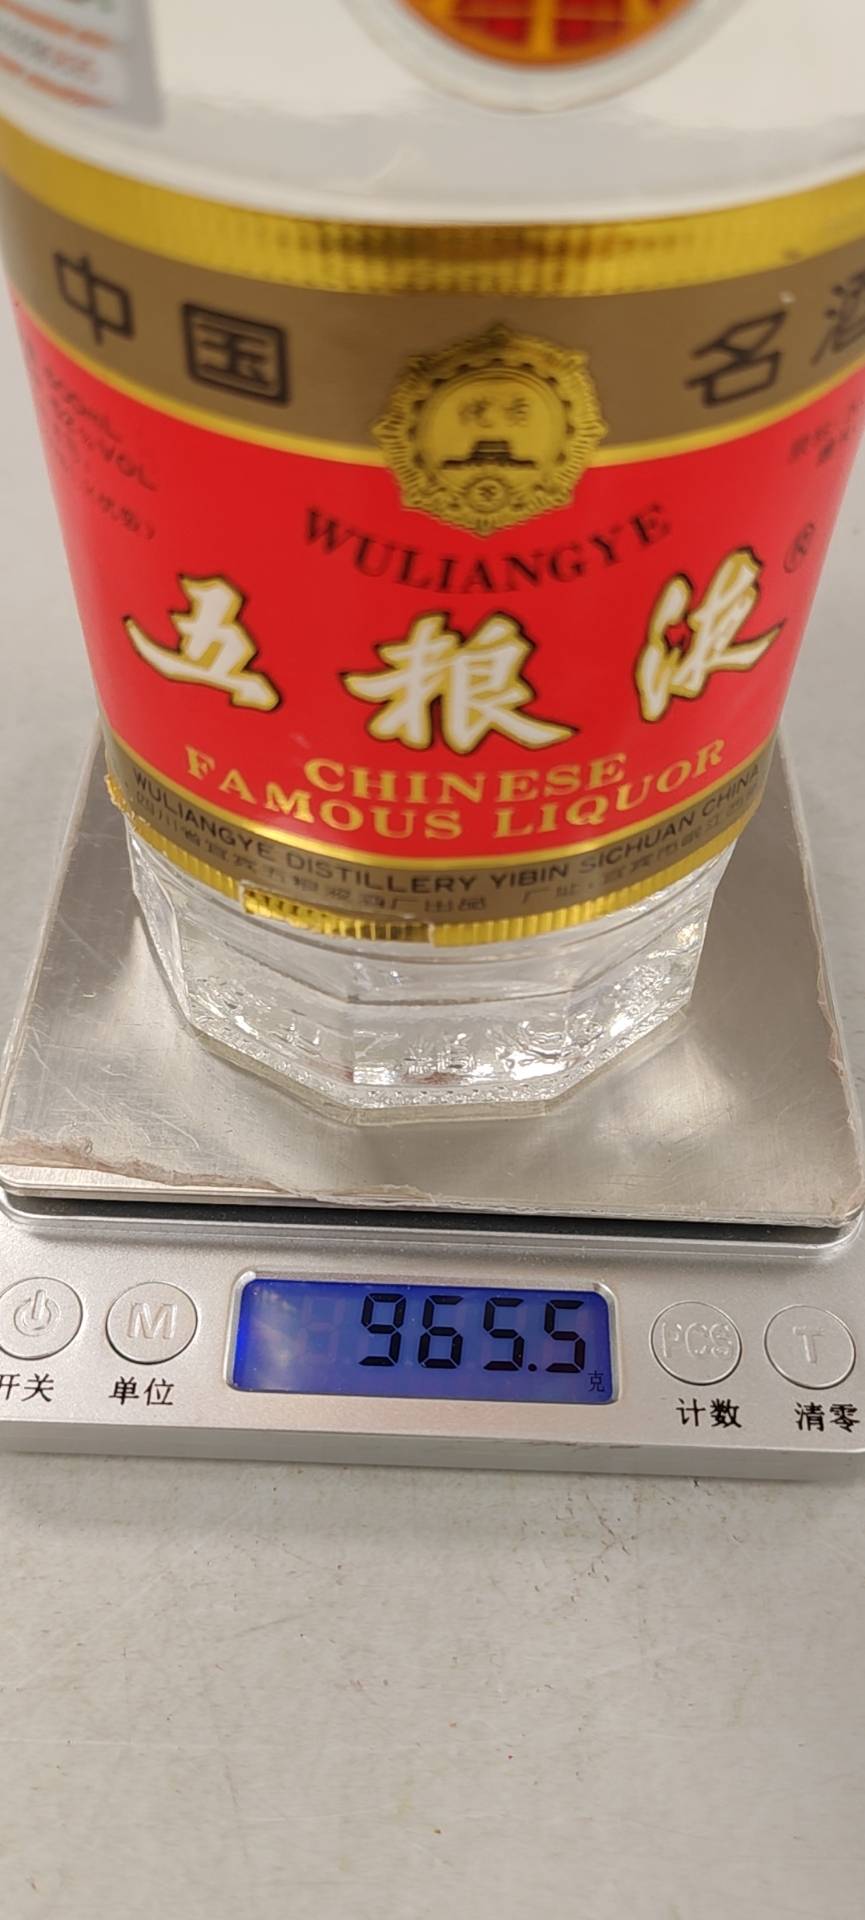 中国名酒
WULIANGYE
五粮液®
CHINESE
FAMOUS LIQUOR
WULIANGYE DISTILLERY YIBIN SICHUAN CHINA
965.5
克
M
PCS
T
开关
单位
计数
清零